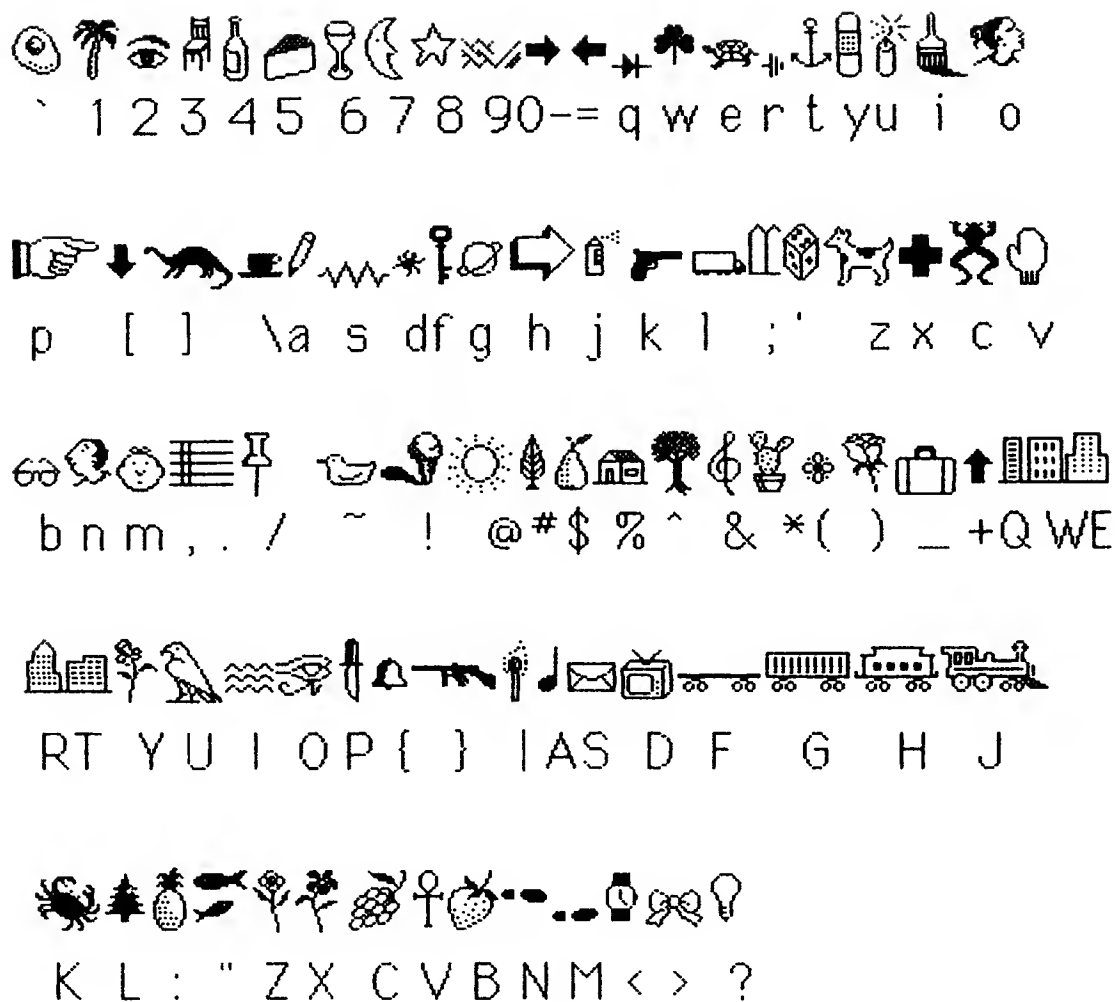 ` 1 2 3 4 5 6 7 8 9 0 - = q w e r t y u i o
p [ ] \ a s d f g h j k l ; ' z x c v
b n m , . / ~ ! @ # $ % ^ & * ( ) _ + Q W E
R T Y U I O P { } | A S D F G H J
K L : " Z X C V B N M < > ?